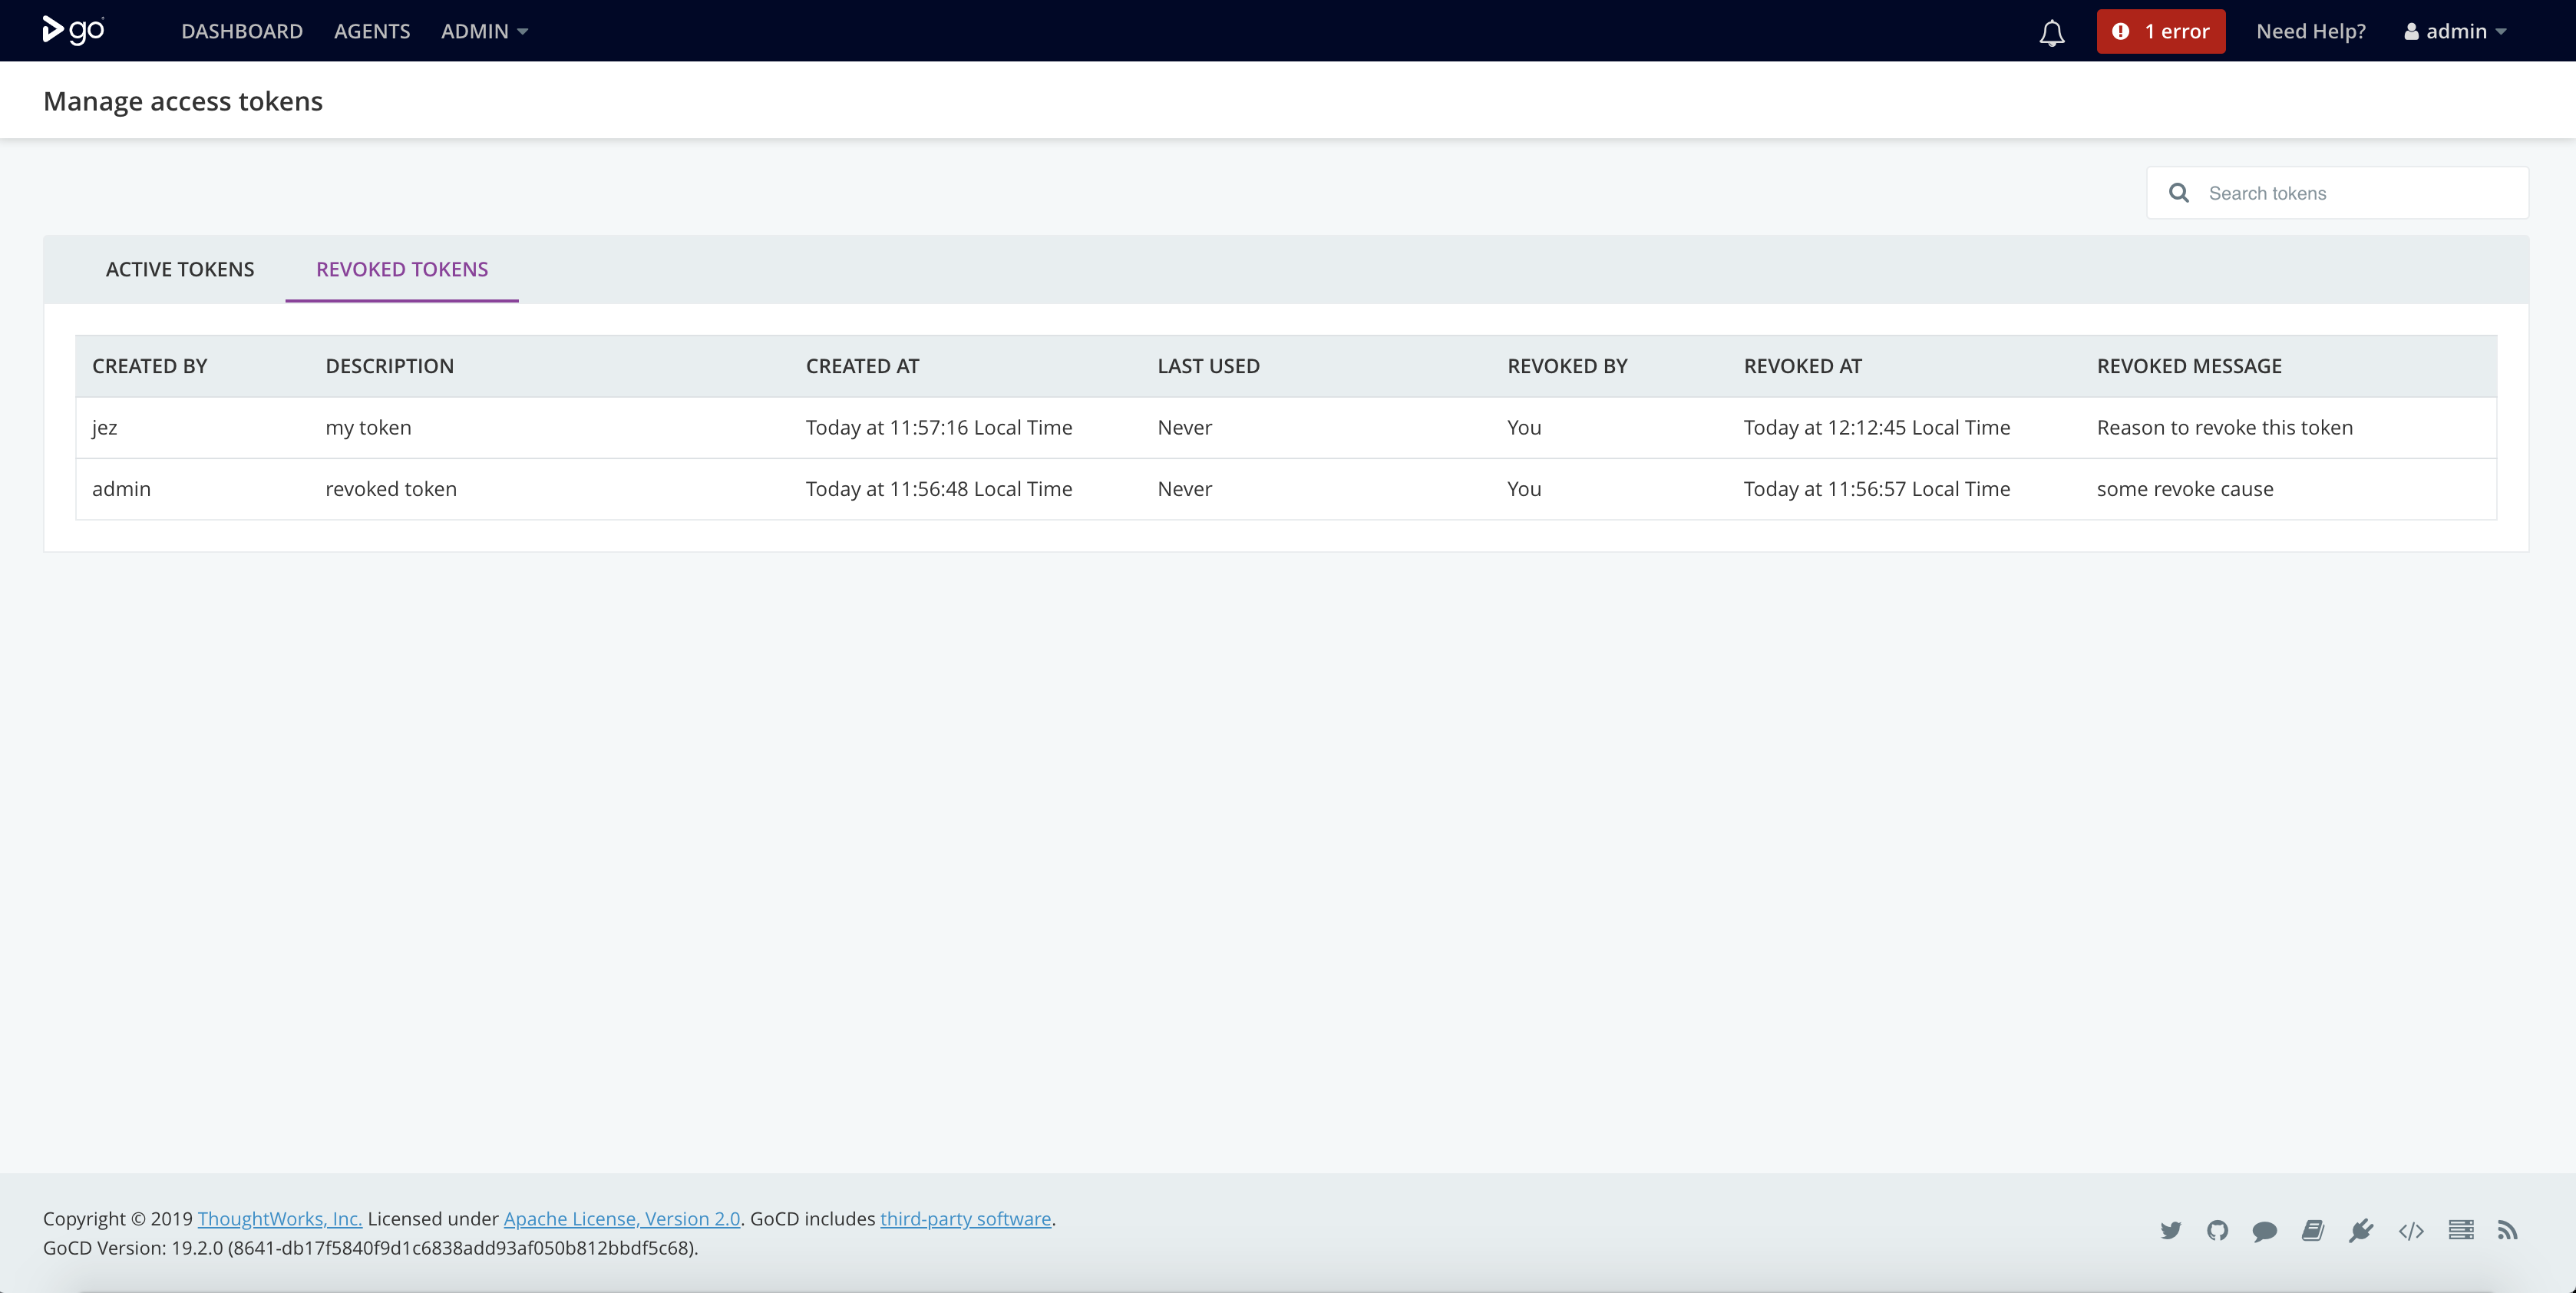 go DASHBOARD AGENTS ADMIN 1 error Need Help? admin
Manage access tokens
Search tokens
ACTIVE TOKENS REVOKED TOKENS
CREATED BY DESCRIPTION CREATED AT LAST USED REVOKED BY REVOKED AT REVOKED MESSAGE
jez my token Today at 11:57:16 Local Time Never You Today at 12:12:45 Local Time Reason to revoke this token
admin revoked token Today at 11:56:48 Local Time Never You Today at 11:56:57 Local Time some revoke cause
Copyright © 2019 ThoughtWorks, Inc. Licensed under Apache License, Version 2.0. GoCD includes third-party software.
GoCD Version: 19.2.0 (8641-db17f5840f9d1c6838add93af050b812bbdf5c68).